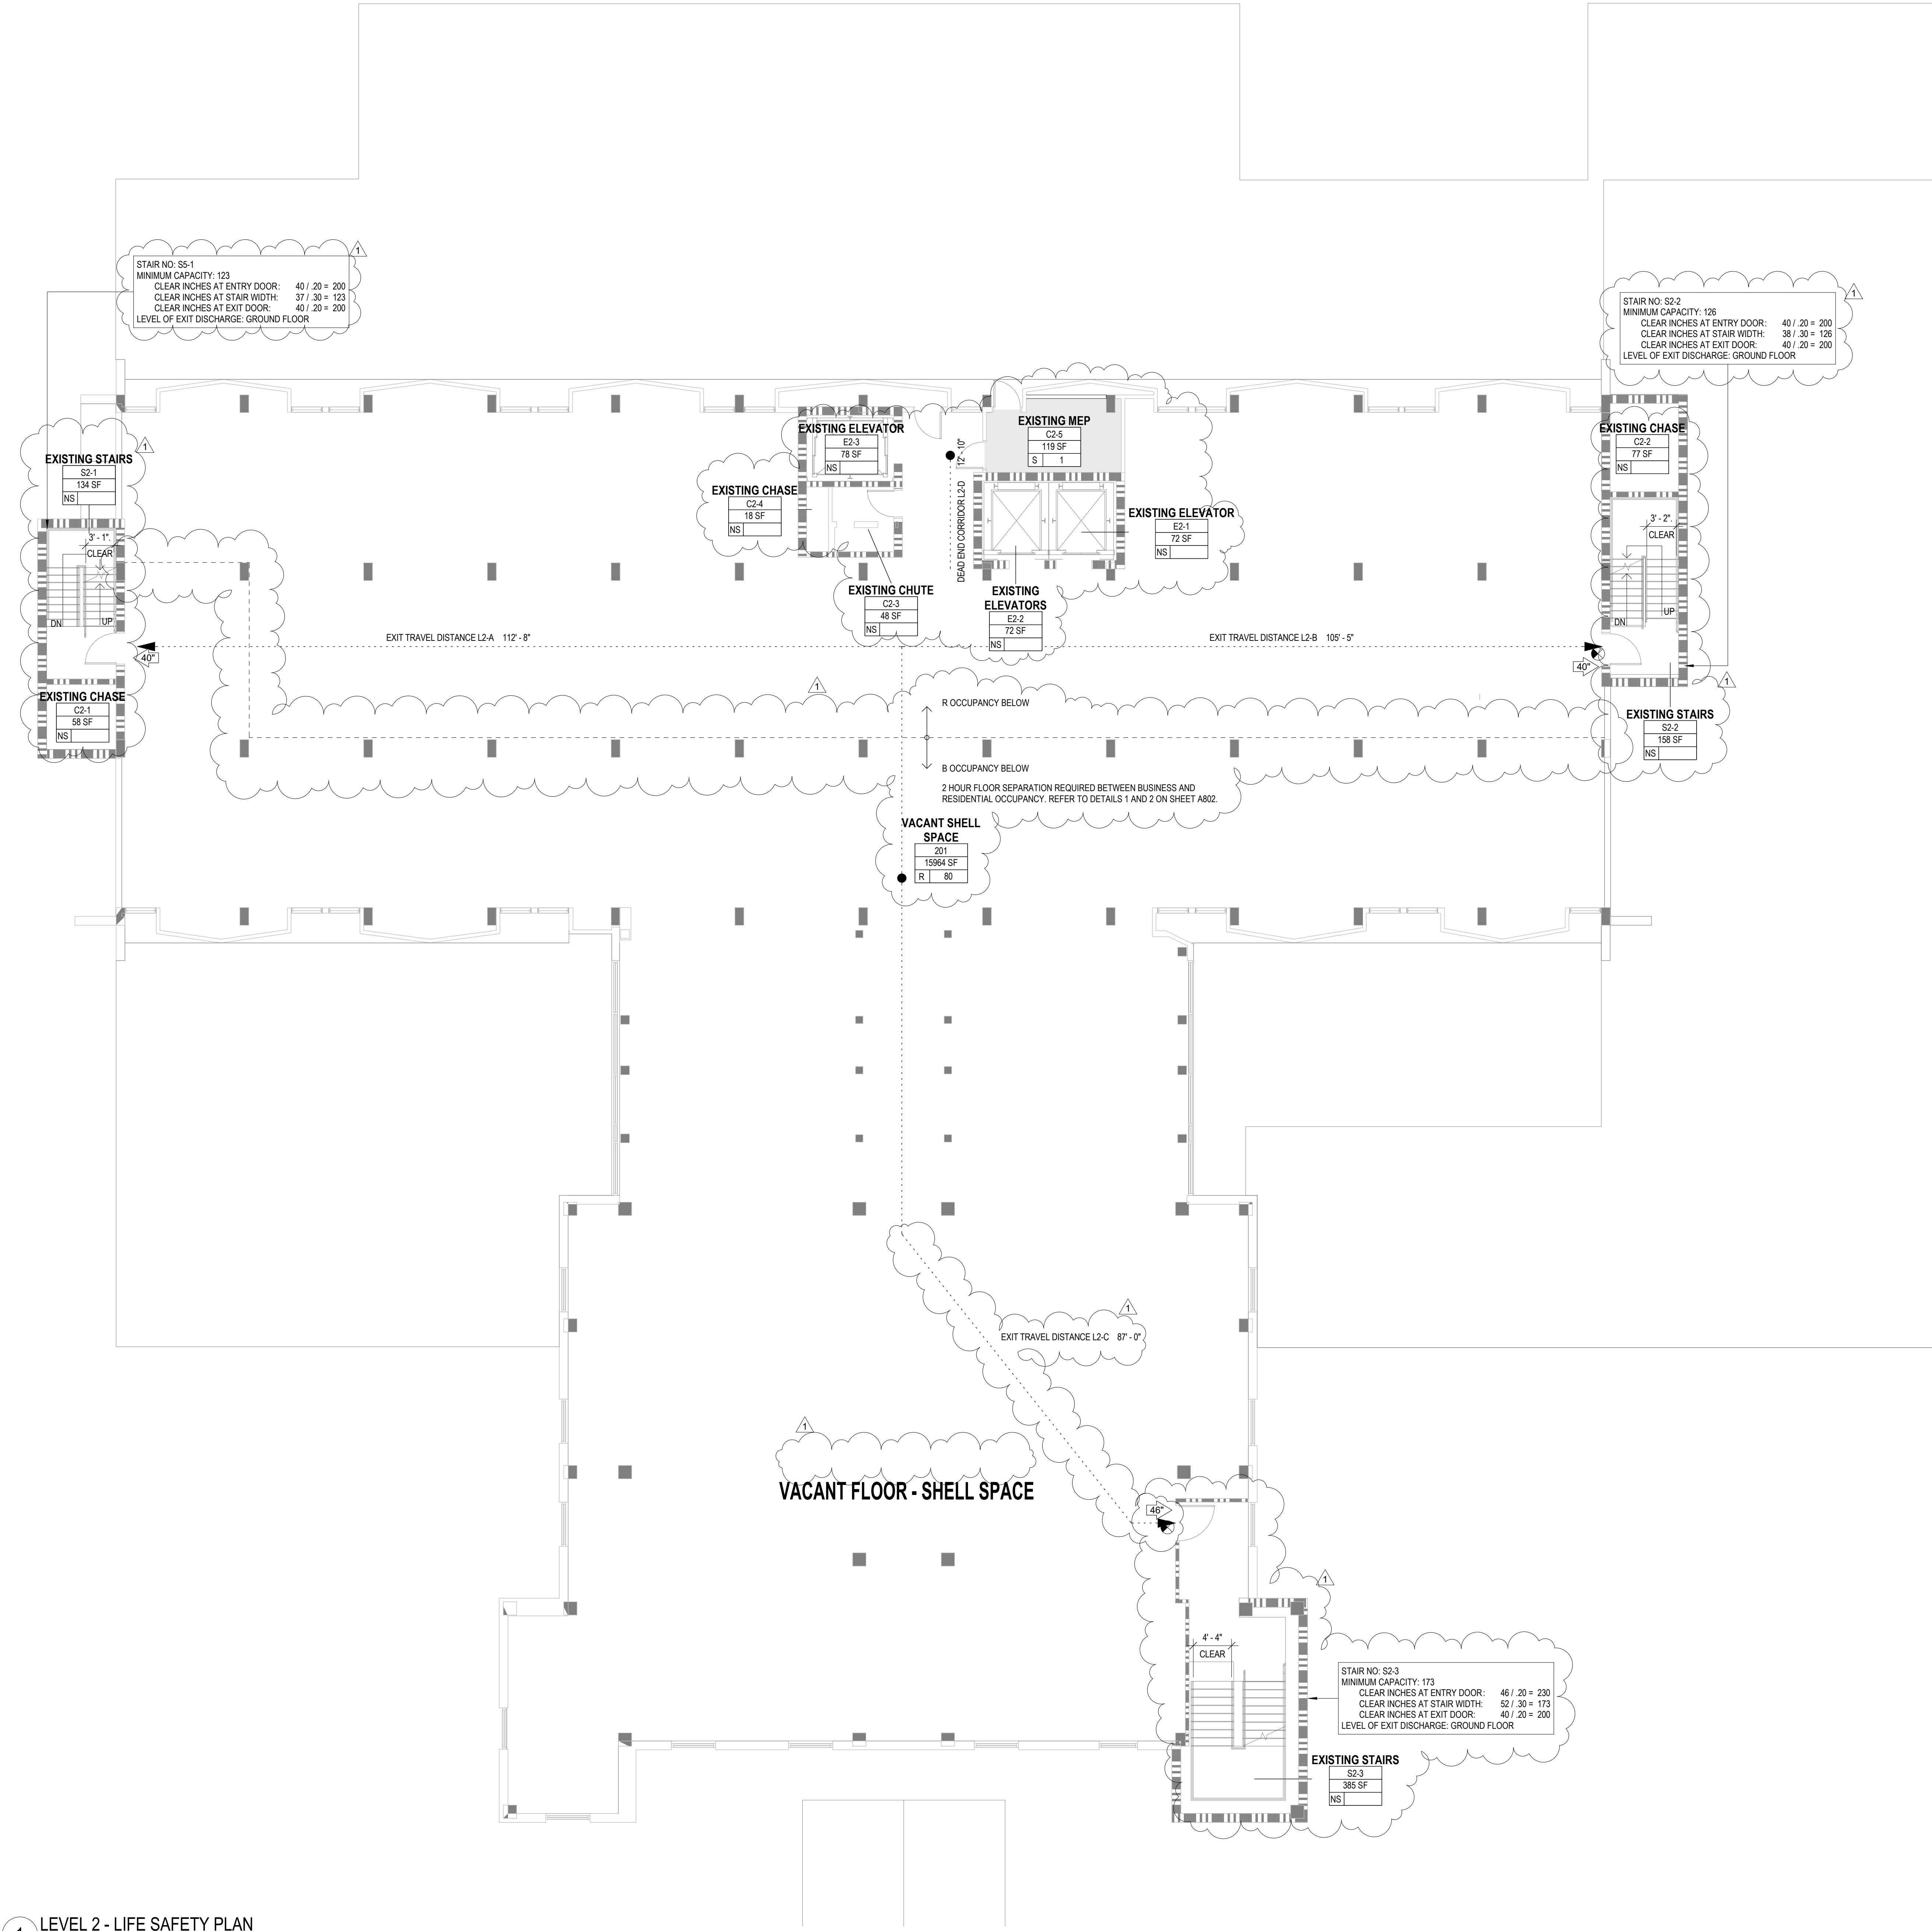 1
STAIR NO: S5-1
MINIMUM CAPACITY: 123
CLEAR INCHES AT ENTRY DOOR: 40 / .20 = 200
CLEAR INCHES AT STAIR WIDTH: 37 / .30 = 123
CLEAR INCHES AT EXIT DOOR: 40 / .20 = 200
LEVEL OF EXIT DISCHARGE: GROUND FLOOR
1
STAIR NO: S2-2
MINIMUM CAPACITY: 126
CLEAR INCHES AT ENTRY DOOR: 40 / .20 = 200
CLEAR INCHES AT STAIR WIDTH: 38 / .30 = 126
CLEAR INCHES AT EXIT DOOR: 40 / .20 = 200
LEVEL OF EXIT DISCHARGE: GROUND FLOOR
1
EXISTING STAIRS
S2-1
134 SF
NS
3' - 1"
CLEAR
DN
UP
40"
EXISTING CHASE
C2-1
58 SF
NS
EXISTING ELEVATOR
E2-3
78 SF
NS
EXISTING CHASE
C2-4
18 SF
NS
EXISTING CHUTE
C2-3
48 SF
NS
DEAD END CORRIDOR L2-D 12' - 10"
EXISTING MEP
C2-5
119 SF
S 1
EXISTING ELEVATOR
E2-1
72 SF
NS
EXISTING
ELEVATORS
E2-2
72 SF
NS
EXISTING CHASE
C2-2
77 SF
NS
3' - 2"
CLEAR
UP
DN
40"
1
EXISTING STAIRS
S2-2
158 SF
NS
EXIT TRAVEL DISTANCE L2-A 112' - 8"
EXIT TRAVEL DISTANCE L2-B 105' - 5"
1
R OCCUPANCY BELOW
B OCCUPANCY BELOW
2 HOUR FLOOR SEPARATION REQUIRED BETWEEN BUSINESS AND
RESIDENTIAL OCCUPANCY. REFER TO DETAILS 1 AND 2 ON SHEET A802.
VACANT SHELL
SPACE
201
15964 SF
R 80
1
EXIT TRAVEL DISTANCE L2-C 87' - 0"
1
VACANT FLOOR - SHELL SPACE
46"
1
4' - 4"
CLEAR
STAIR NO: S2-3
MINIMUM CAPACITY: 173
CLEAR INCHES AT ENTRY DOOR: 46 / .20 = 230
CLEAR INCHES AT STAIR WIDTH: 52 / .30 = 173
CLEAR INCHES AT EXIT DOOR: 40 / .20 = 200
LEVEL OF EXIT DISCHARGE: GROUND FLOOR
EXISTING STAIRS
S2-3
385 SF
NS
LEVEL 2 - LIFE SAFETY PLAN